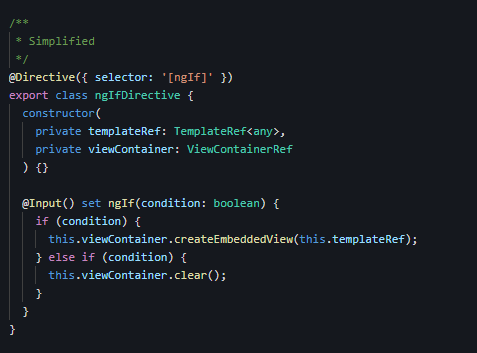 /**
 * Simplified
 */
@Directive({ selector: '[ngIf]' })
export class ngIfDirective {
  constructor(
    private templateRef: TemplateRef<any>,
    private viewContainer: ViewContainerRef
  ) {}

  @Input() set ngIf(condition: boolean) {
    if (condition) {
      this.viewContainer.createEmbeddedView(this.templateRef);
    } else if (condition) {
      this.viewContainer.clear();
    }
  }
}